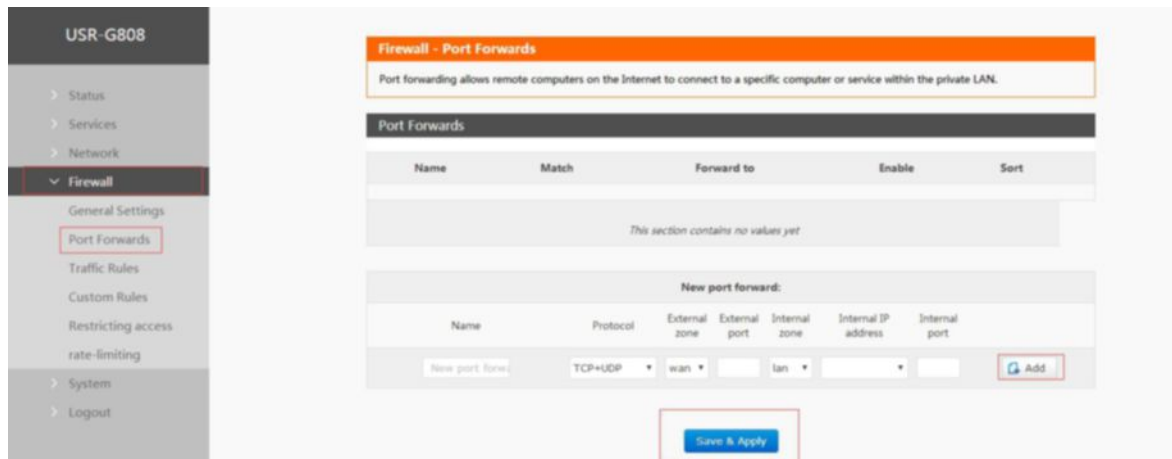 USR-G808
Status
Services
Network
Firewall
General Settings
Port Forwards
Traffic Rules
Custom Rules
Restricting access
rate-limiting
System
Logout
Firewall - Port Forwards
Port forwarding allows remote computers on the Internet to connect to a specific computer or service within the private LAN.
Port Forwards
Name Match Forward to Enable Sort
This section contains no values yet
New port forward:
Name Protocol External zone External port Internal zone Internal IP address Internal port
New port forwa TCP+UDP wan lan Add
Save & Apply